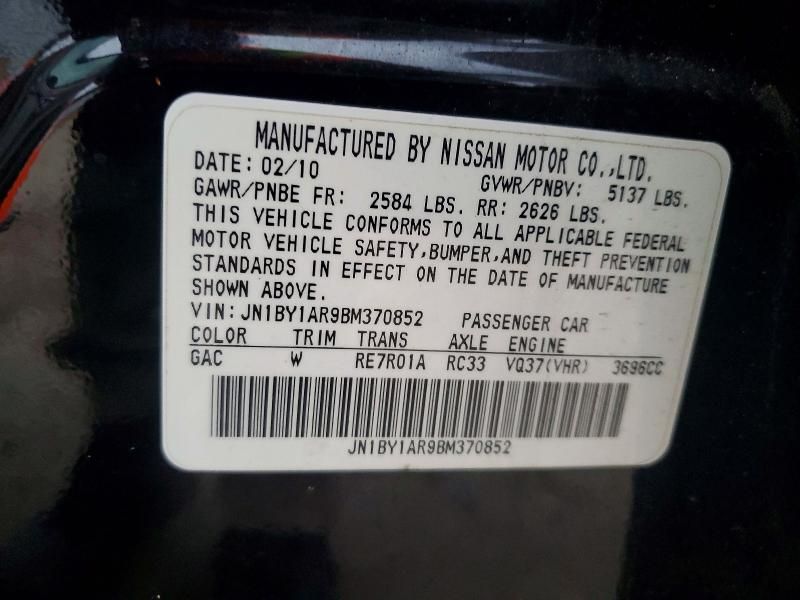 MANUFACTURED BY NISSAN MOTOR CO.,LTD.
DATE: 02/10 GVWR/PNBV: 5137 LBS.
GAWR/PNBE FR: 2584 LBS. RR: 2626 LBS.
THIS VEHICLE CONFORMS TO ALL APPLICABLE FEDERAL
MOTOR VEHICLE SAFETY,BUMPER,AND THEFT PREVENTION
STANDARDS IN EFFECT ON THE DATE OF MANUFACTURE
SHOWN ABOVE.
VIN: JN1BY1AR9BM370852 PASSENGER CAR
COLOR TRIM TRANS AXLE ENGINE
GAC W RE7R01A RC33 VQ37(VHR) 3696CC
JN1BY1AR9BM370852